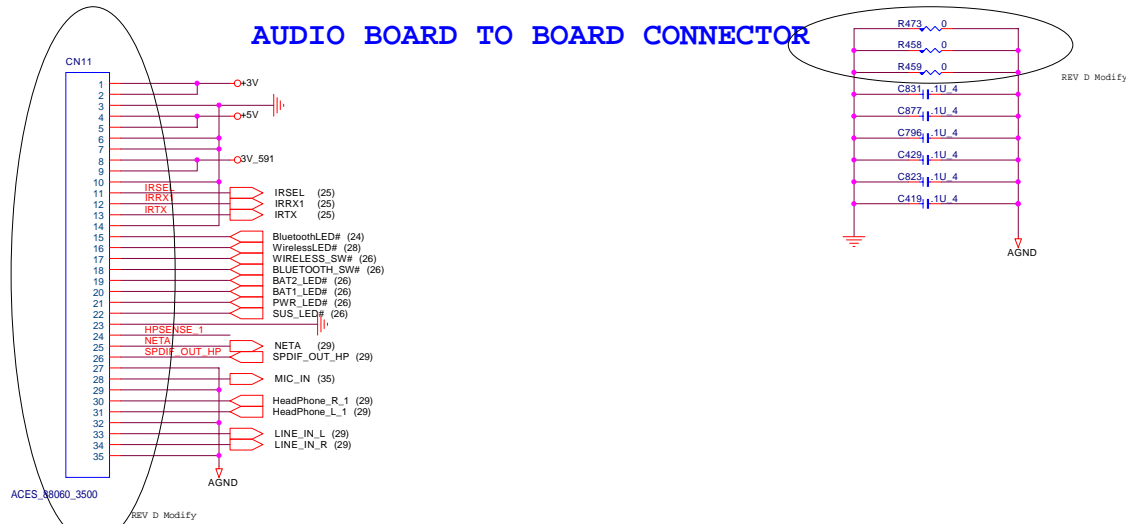 AUDIO BOARD TO BOARD CONNECTOR
CN11
1 +3V
2
3
4 +5V
5
6
7
8 3V_591
9
10
11 IRSEL IRSEL (25)
12 IRRX1 IRRX1 (25)
13 IRTX IRTX (25)
14
15 BluetoothLED# (24)
16 WirelessLED# (28)
17 WIRELESS_SW# (26)
18 BLUETOOTH_SW# (26)
19 BAT2_LED# (26)
20 BAT1_LED# (26)
21 PWR_LED# (26)
22 SUS_LED# (26)
23
24 HPSENSE_1
25 NETA NETA (29)
26 SPDIF_OUT_HP SPDIF_OUT_HP (29)
27
28 MIC_IN (35)
29
30 HeadPhone_R_1 (29)
31 HeadPhone_L_1 (29)
32
33 LINE_IN_L (29)
34 LINE_IN_R (29)
35
AGND
ACES_88060_3500
REV D Modify
R473 0
R458 0
R459 0
REV D Modify
C831 .1U_4
C877 .1U_4
C796 .1U_4
C429 .1U_4
C823 .1U_4
C419 .1U_4
AGND